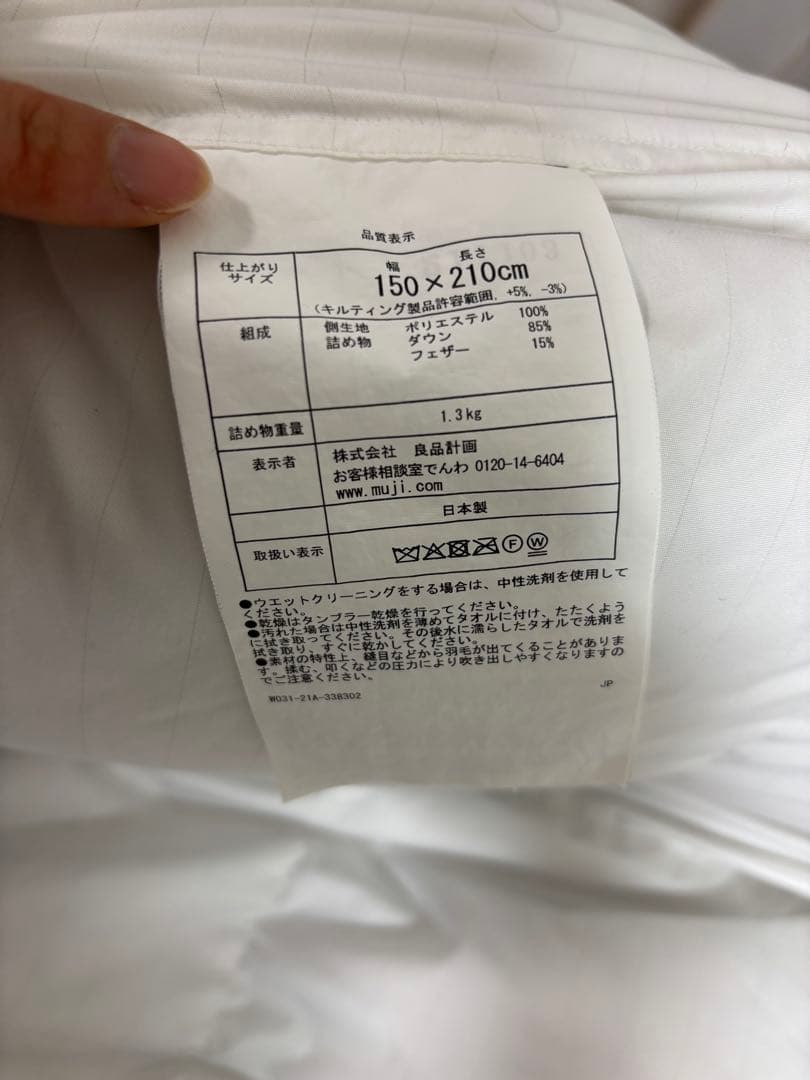 品質表示
仕上がり
サイズ
幅 長さ
150×210cm
(キルティング製品許容範囲、+5%、-3%)
組成
側生地 ポリエステル 100%
詰め物 ダウン 85%
フェザー 15%
詰め物重量 1.3kg
表示者
株式会社 良品計画
お客様相談室でんわ 0120-14-6404
www.muji.com
日本製
取扱い表示
F W
●ウエットクリーニングをする場合は、中性洗剤を使用して
ください。
●乾燥はタンブラー乾燥を行ってください。
●汚れた場合は中性洗剤を薄めてタオルに付け、たたくよう
に拭き取ってください。その後水に濡らしたタオルで洗剤を
拭き取り、すぐに乾かしてください。
●素材の特性上、縫目などから羽毛が出てくることがありま
す。揉む、叩くなどの圧力により吹き出しやすくなりますの
でご注意ください。
W031-21A-338302
JP